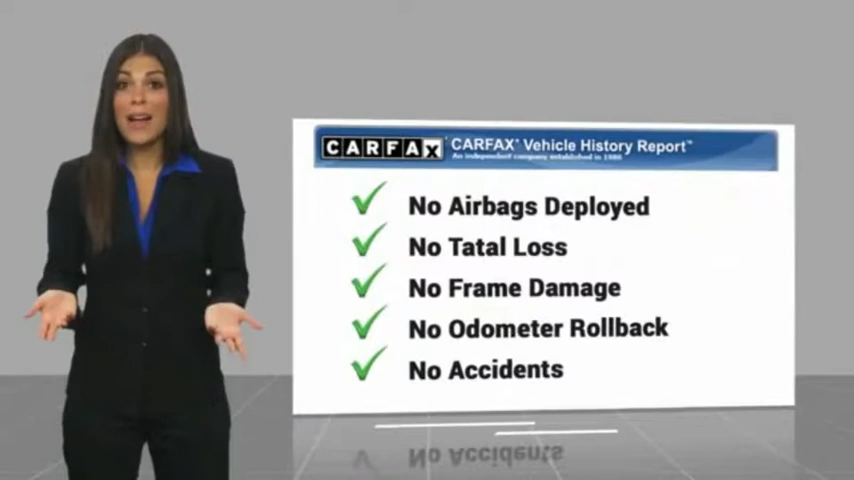 CARFAX CARFAX® Vehicle History Report™
An independent company established in 1986
No Airbags Deployed
No Tatal Loss
No Frame Damage
No Odometer Rollback
No Accidents
No Accidents